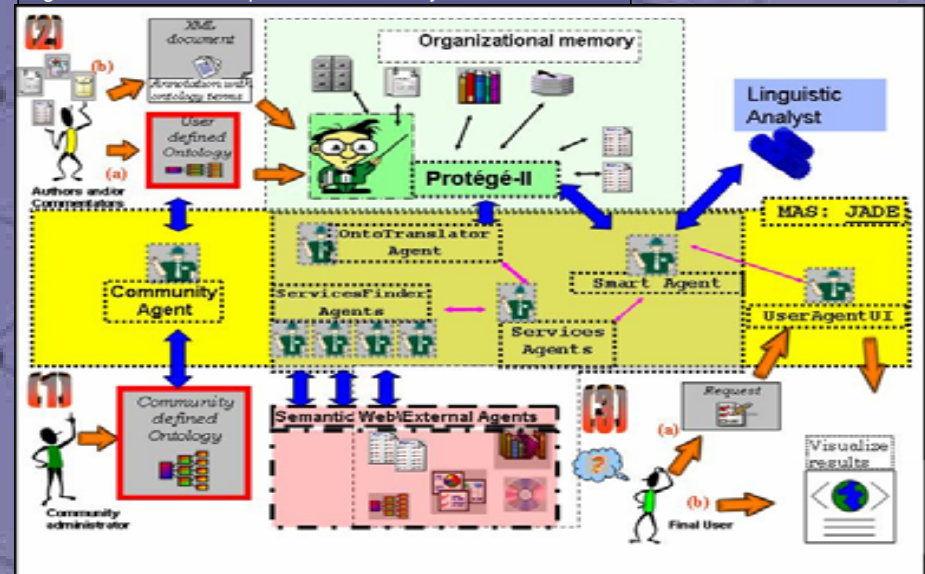 (2)
XML
document
Annotation with
ontology terms
(b)
User
defined
Ontology
(a)
Authors and/or
Commentators
Organizational memory
Protégé-II
Linguistic
Analyst
MAS: JADE
Community
Agent
OntoTranslator
Agent
ServicesFinder
Agents
Services
Agents
Smart Agent
UserAgentUI
(1)
Community
defined
Ontology
Community
administrator
Semantic Web\External Agents
(3)
Request
(a)
?
(b)
Final User
Visualize
results